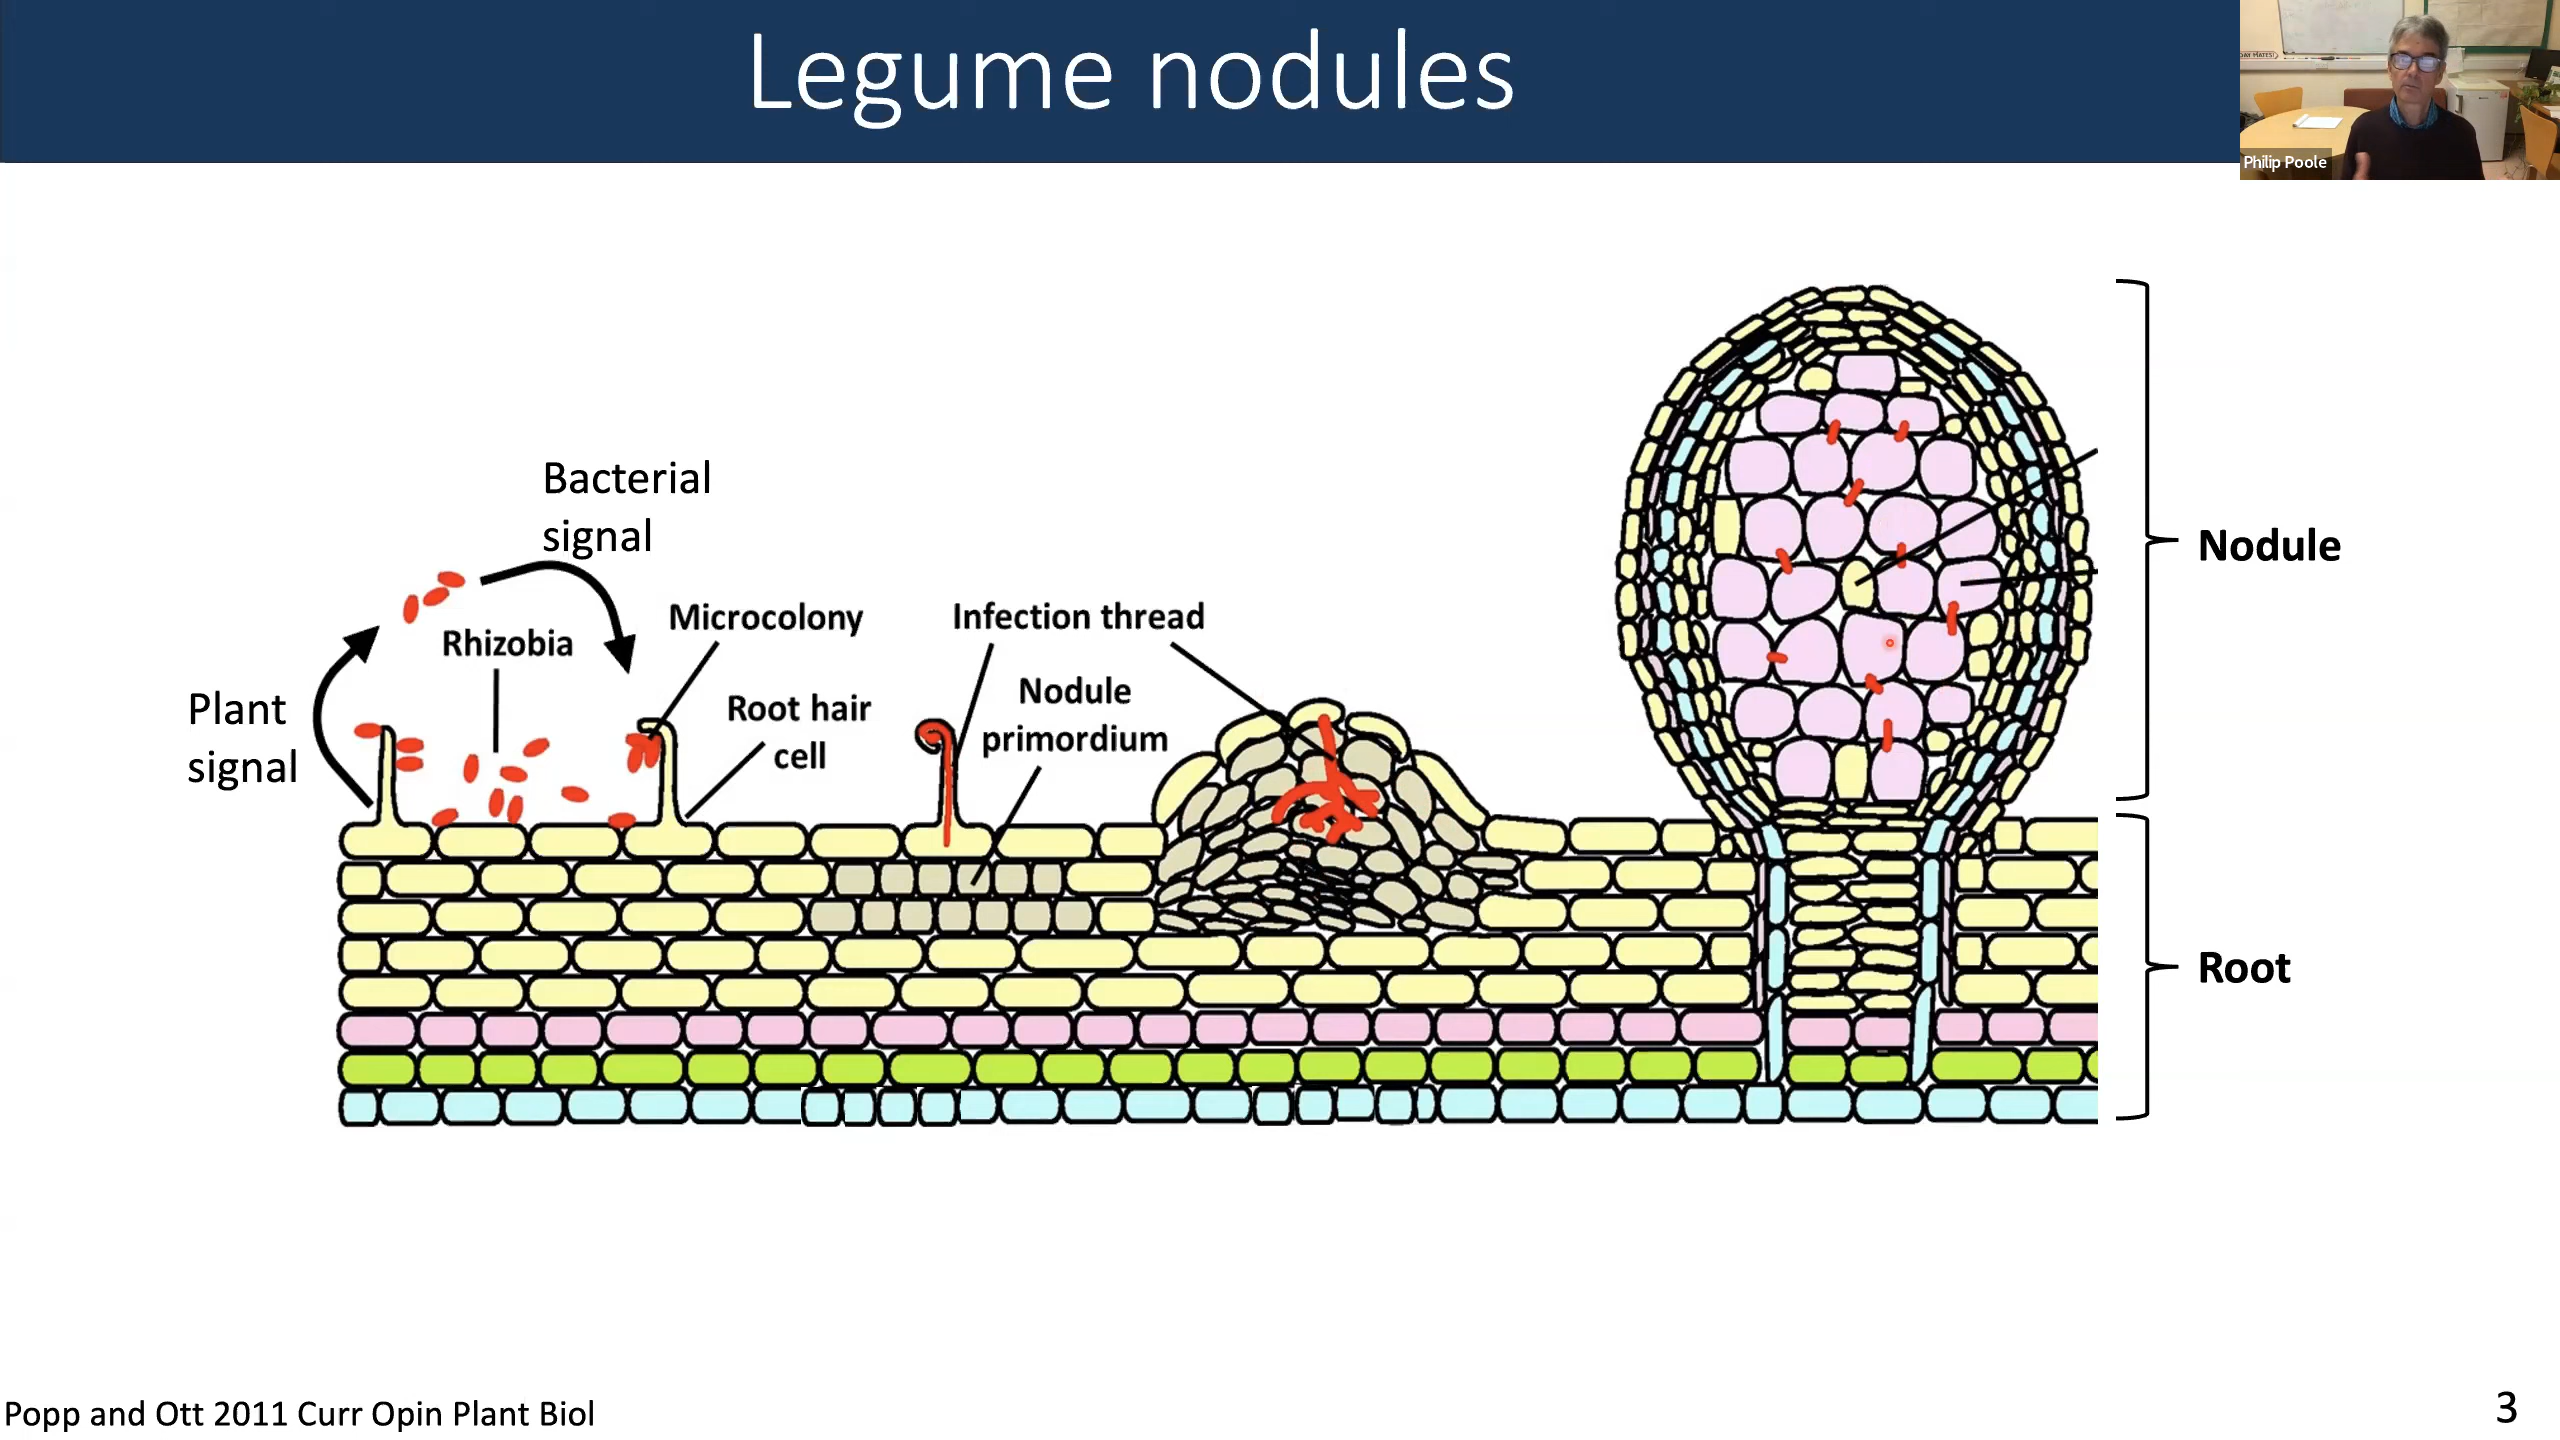 Legume nodules
Philip Poole
Bacterial
signal
Rhizobia
Plant
signal
Microcolony
Root hair
cell
Infection thread
Nodule
primordium
Nodule
Root
Popp and Ott 2011 Curr Opin Plant Biol
3